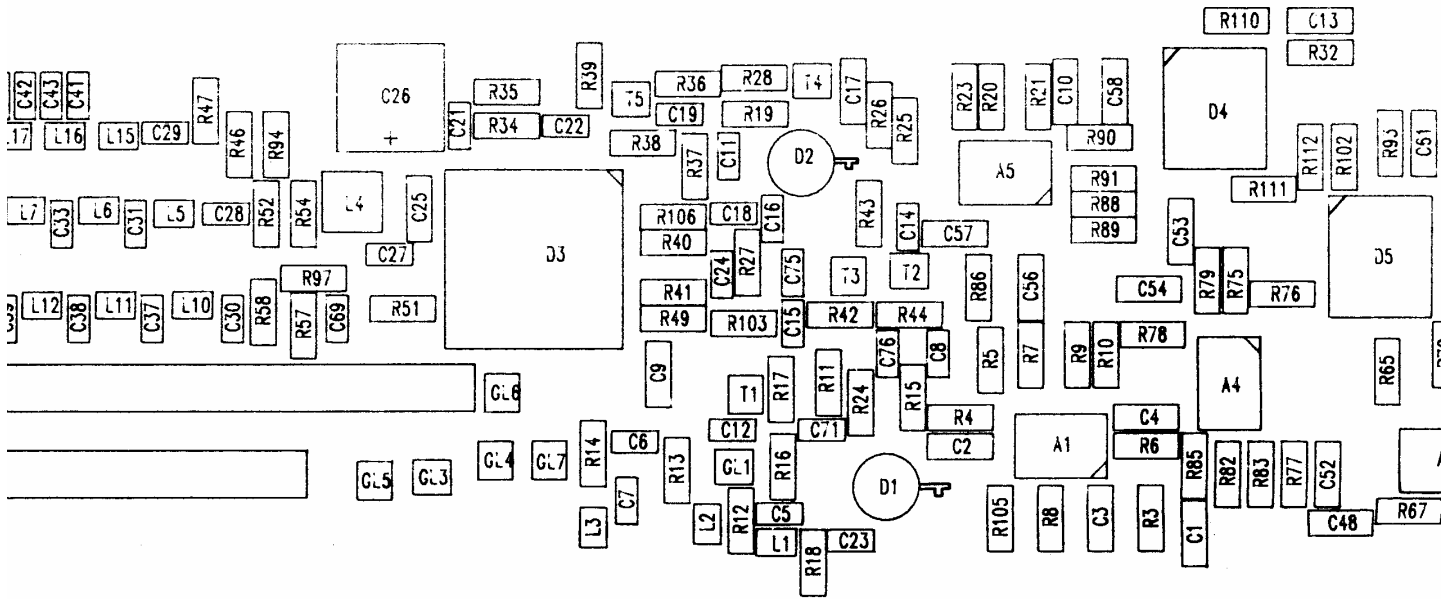 R110 C13
R32
C42 C43 C41 R47 C26 C21 R35 R39 T5 R36 R28 T4 C17 R26 R25 R23 R20 R21 C10 C58 D4
L16 L15 C29 R46 R94 + R34 C22 C19 R19 R90
R38 R37 C11 D2 A5 R112 R102 R93 C51
R91 R111
L7 C33 L6 C31 L5 C28 R52 R54 L4 C25 R106 C18 C16 R43 C14 R88
C57 R89 C53
C27 D3 R40 C24 R27 C75 T3 T2 R86 C56 D5
R97 R41 C54 R79 R75 R76
L12 C38 L11 C37 L10 C30 R58 R57 C69 R51 R49 R103 C15 R42 R44
C9 C76 C8 R5 R7 R9 R10 R78 R65
GL6 T1 R17 R11 R24 R15 A4
R4 C4
C12 C71
R14 C6 R13 R16 C2 A1 R6
GL5 GL3 GL4 GL7 GL1 R85 R82 R83 R77 C52
C7 D1
L3 L2 R12 C5 R105 R8 C3 R3 C1 C48 R67
L1 R18 C23